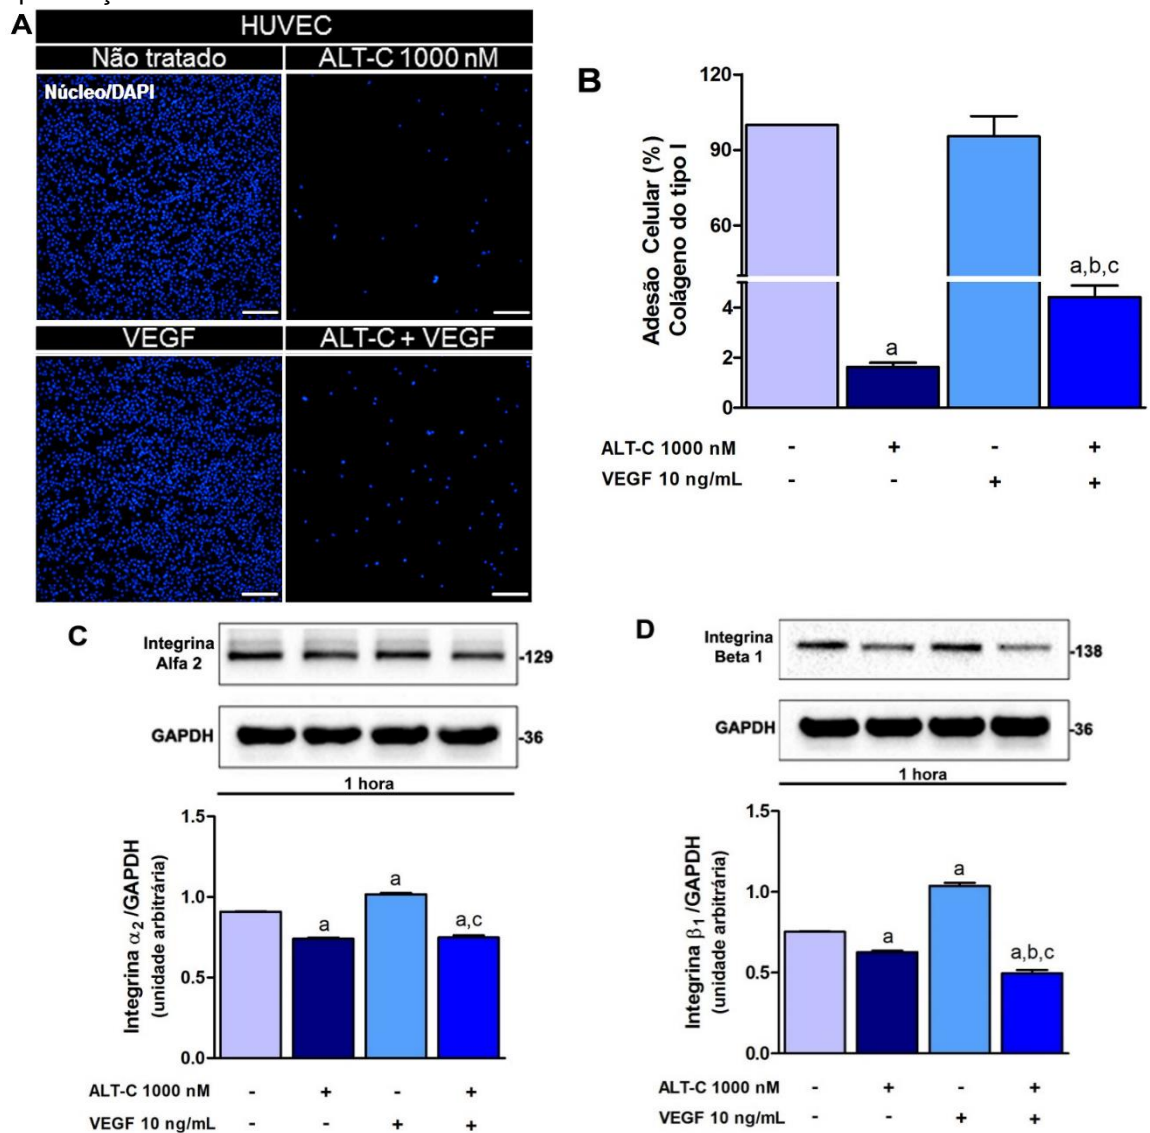 A
HUVEC
Não tratado
ALT-C 1000 nM
Núcleo/DAPI
VEGF
ALT-C + VEGF
B
Adesão Celular (%)
Colágeno do tipo I
120
90
60
4
2
0
a
a,b,c
ALT-C 1000 nM - + - +
VEGF 10 ng/mL - - + +
C
Integrina
Alfa 2
-129
GAPDH
-36
1 hora
Integrina α2/GAPDH
(unidade arbitrária)
1.5
1.0
0.5
0.0
a
a
a,c
ALT-C 1000 nM - + - +
VEGF 10 ng/mL - - + +
D
Integrina
Beta 1
-138
GAPDH
-36
1 hora
Integrina β1/GAPDH
(unidade arbitrária)
1.5
1.0
0.5
0.0
a
a
a,b,c
ALT-C 1000 nM - + - +
VEGF 10 ng/mL - - + +